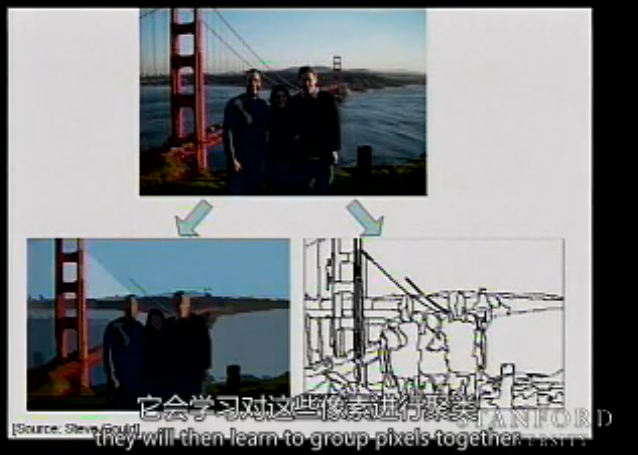 它会学习对这些像素进行聚类
[Source: Steve Gould]
STANFORD
they will then learn to group pixels together
UNIVERSITY